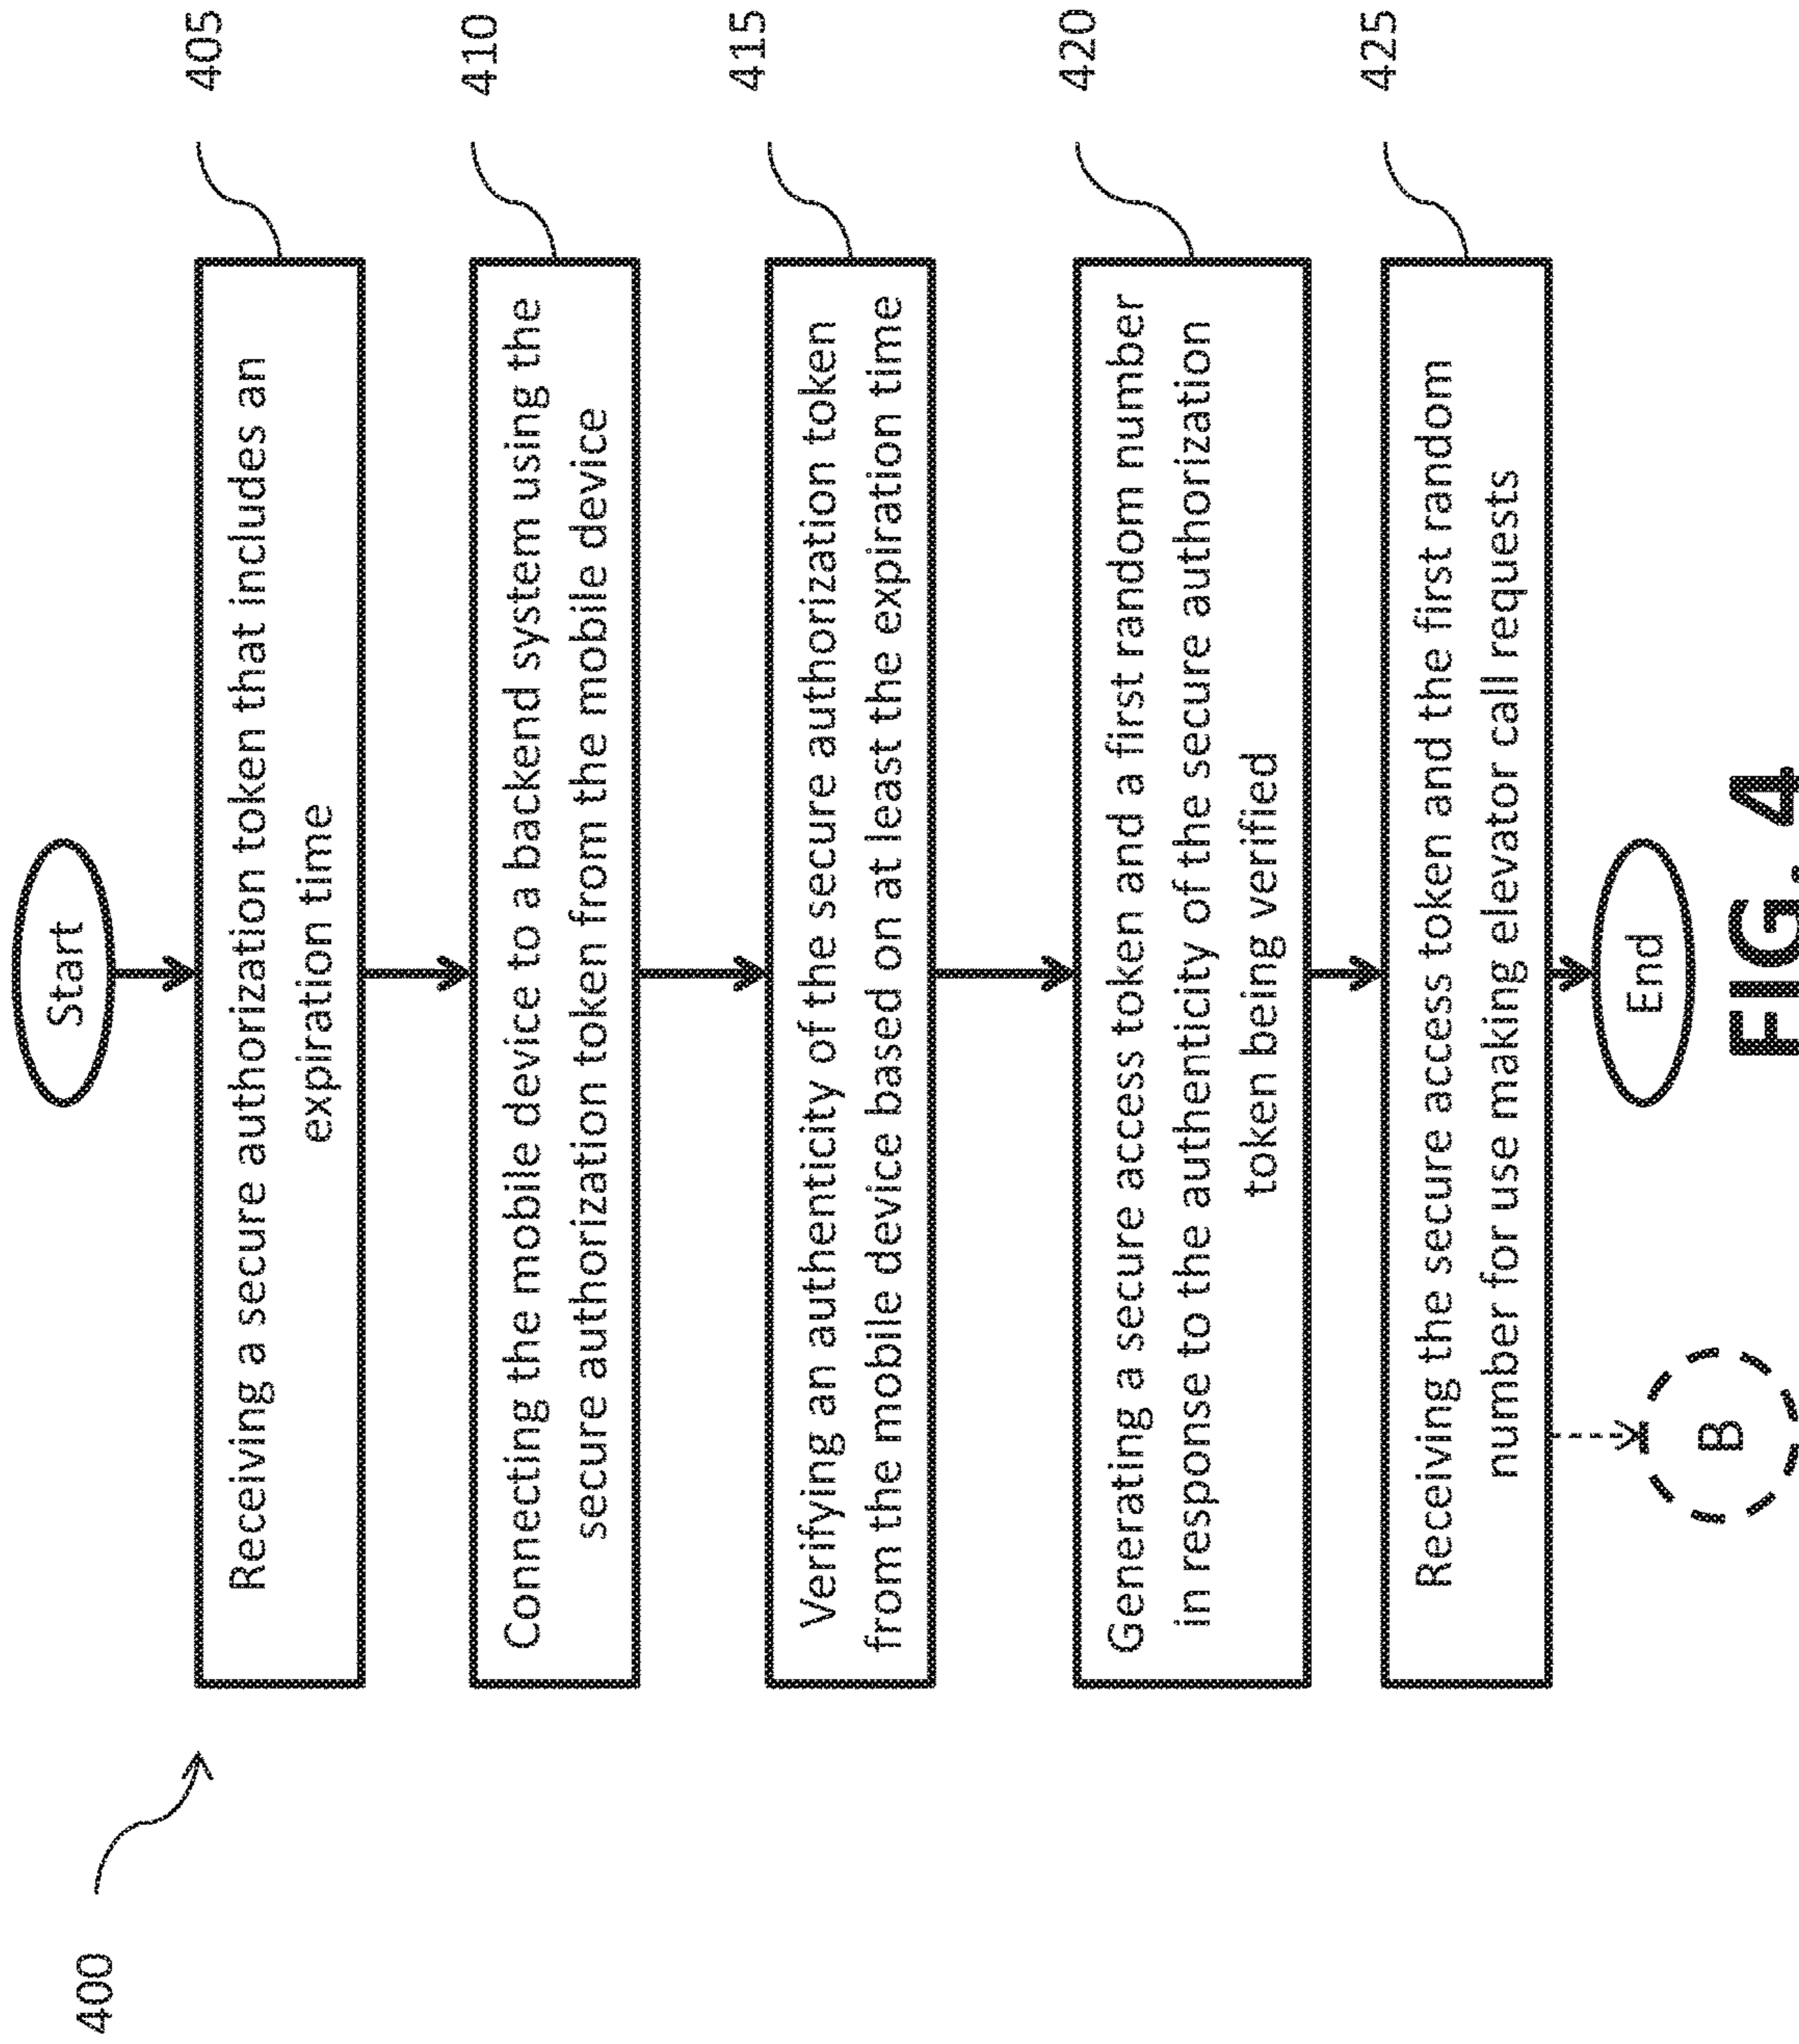 400
Start
Receiving a secure authorization token that includes an
expiration time
405
Connecting the mobile device to a backend system using the
secure authorization token from the mobile device
410
Verifying an authenticity of the secure authorization token
from the mobile device based on at least the expiration time
415
Generating a secure access token and a first random number
in response to the authenticity of the secure authorization
token being verified
420
Receiving the secure access token and the first random
number for use making elevator call requests
425
B
End
FIG. 4